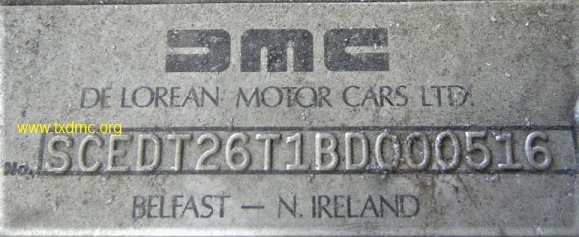 DMC
DE LOREAN MOTOR CARS LTD.
www.txdmc.org
No. SCEDT26T1BD000516
BELFAST — N. IRELAND